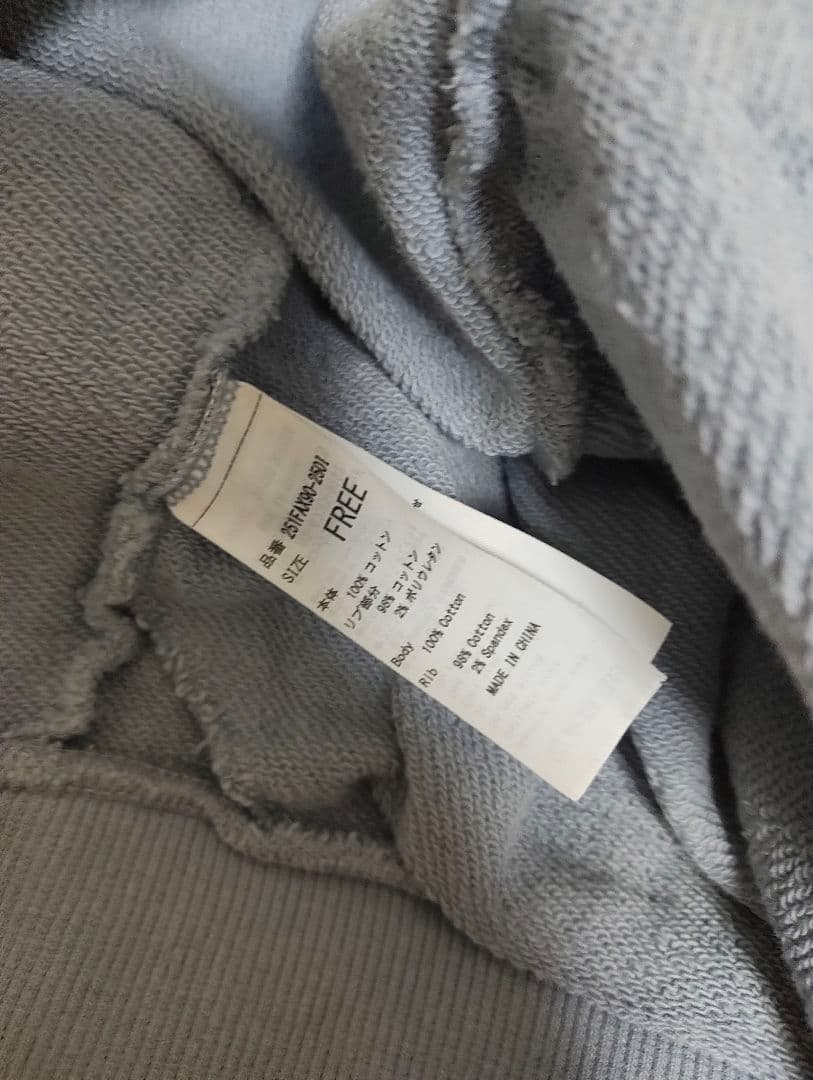 品番 251FAX90-2501
SIZE FREE
本体
100% コットン
リブ部分
98% コットン
2% ポリウレタン
Body
100% Cotton
Rib
98% Cotton
2% Spandex
MADE IN CHINA